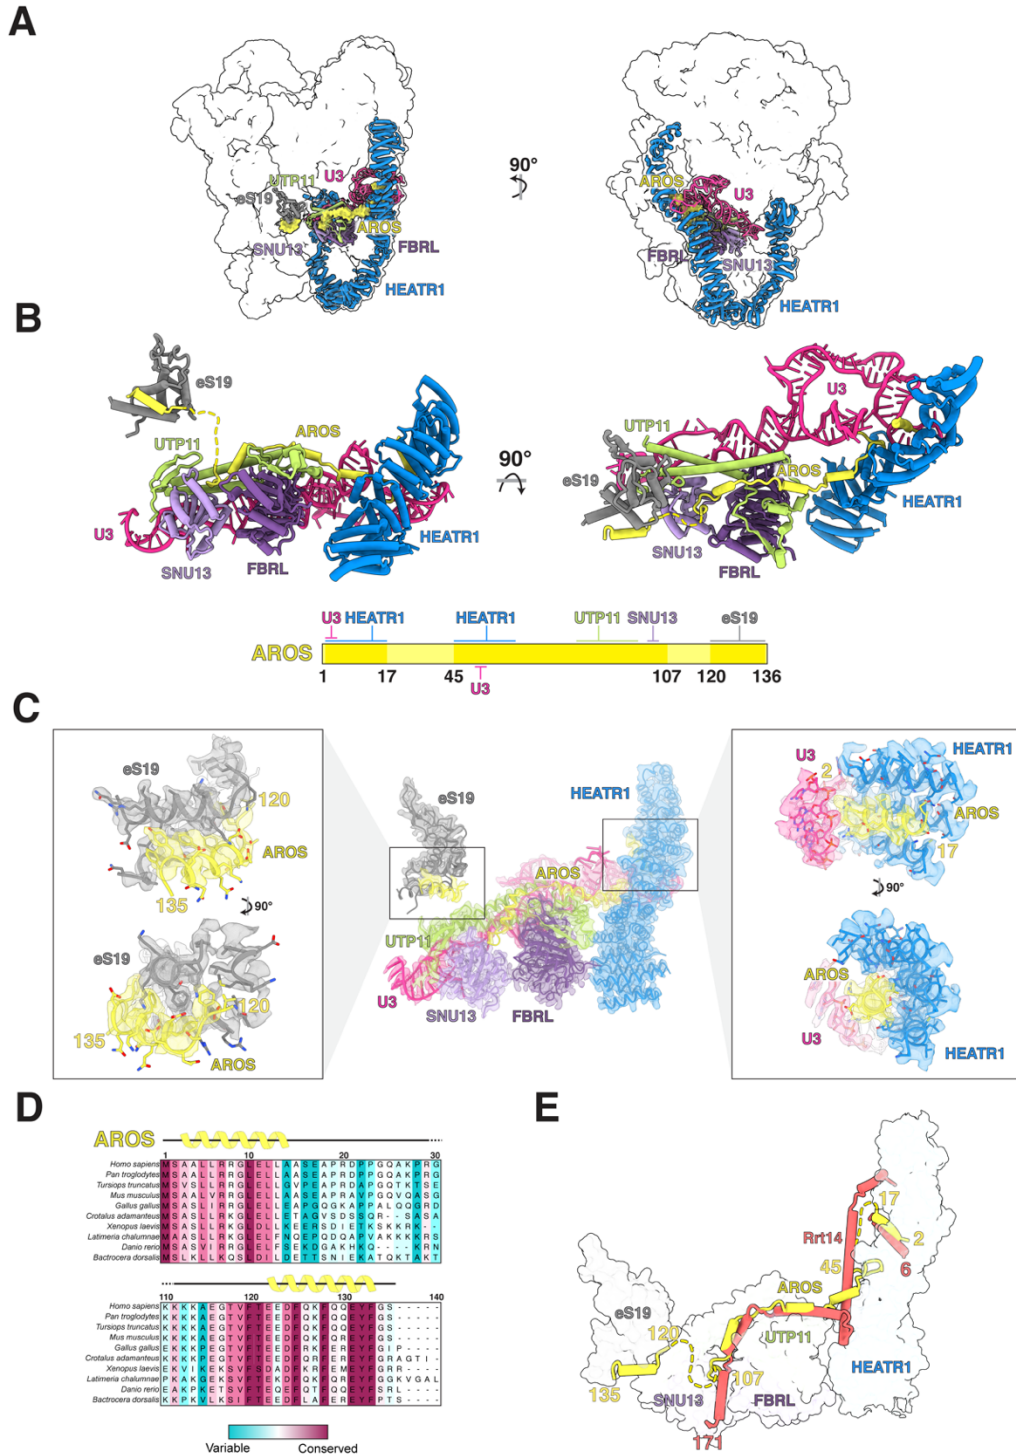 A
UTP11
U3
eS19
AROS
SNU13
FBRL
HEATR1
90°
AROS
U3
FBRL
SNU13
HEATR1
B
eS19
UTP11
AROS
U3
SNU13
FBRL
HEATR1
90°
U3
UTP11
AROS
eS19
HEATR1
SNU13
FBRL
U3 HEATR1 HEATR1 UTP11 SNU13 eS19
AROS
1 17 45 107 120 136
U3
C
eS19
120
AROS
135
90°
eS19
120
135
AROS
eS19
HEATR1
AROS
UTP11
U3
SNU13
FBRL
HEATR1
U3
2
AROS
17
90°
AROS
U3
HEATR1
D
AROS
1 10 20 30
Homo sapiens MSAALLRRGLELLAASEAPRDPPGQAKPRG
Pan troglodytes MSAALLRRGLELLAASEAPRDPPGQAKPRG
Tursiops truncatus
Mus musculus
Gallus gallus
Crotalus adamanteus
Xenopus laevis
Latimeria chalumnae
Danio rerio
Bactrocera dorsalis
110 120 130 140
Homo sapiens
Pan troglodytes
Tursiops truncatus
Mus musculus
Gallus gallus
Crotalus adamanteus
Xenopus laevis
Latimeria chalumnae
Danio rerio
Bactrocera dorsalis
Variable Conserved
E
17
Rrt14
2
45
6
AROS
eS19
120
UTP11
HEATR1
135
107
SNU13
FBRL
171